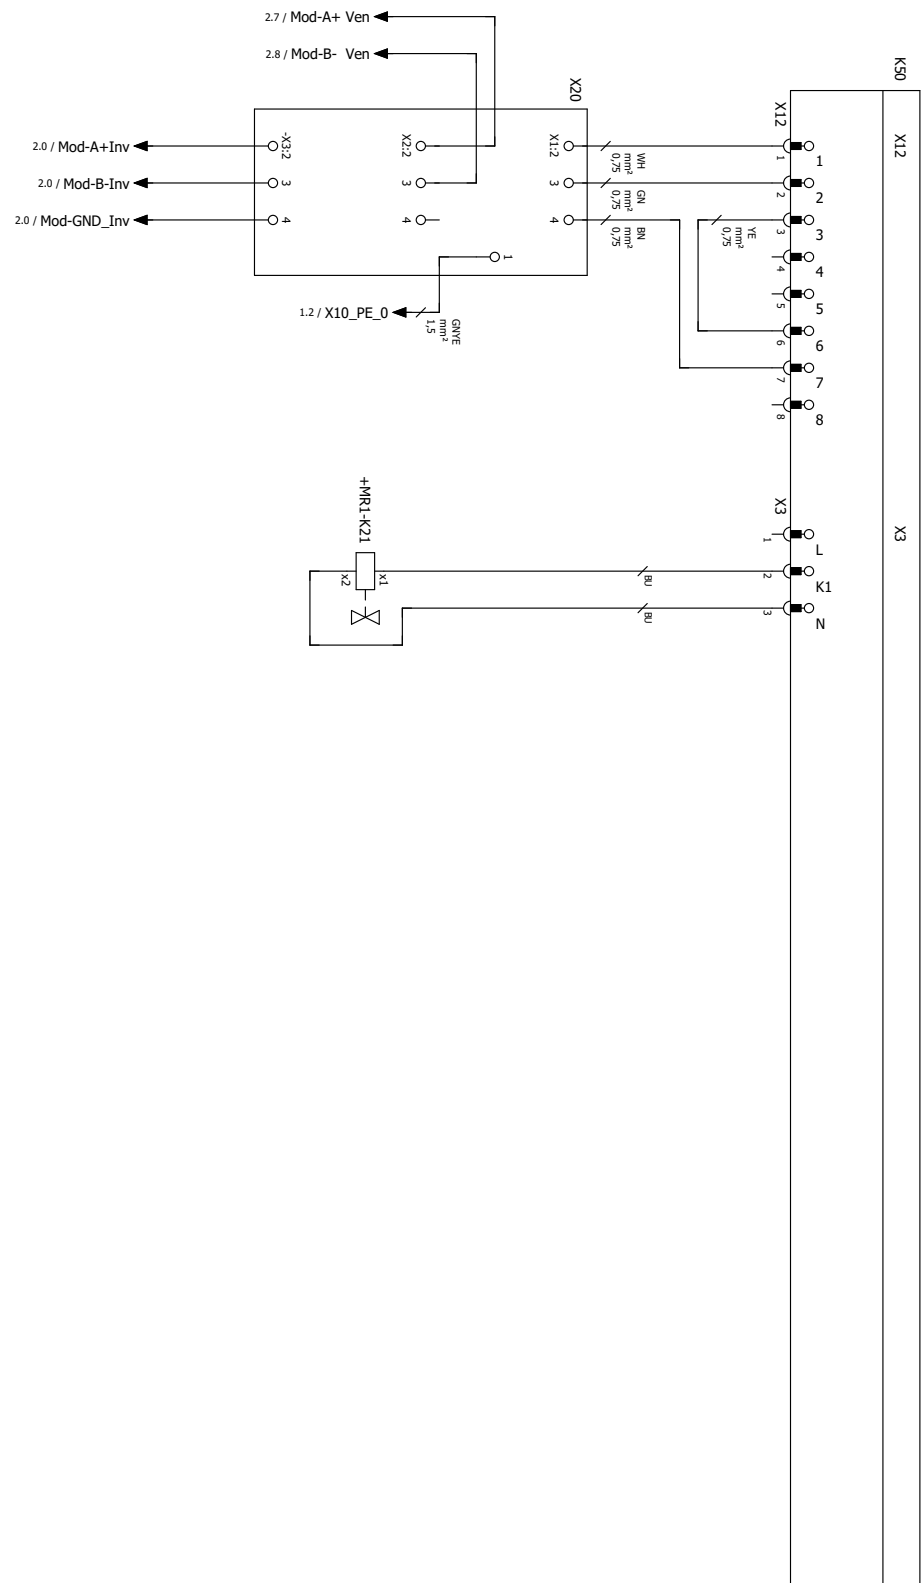 2.7 / Mod-A+ Ven
2.8 / Mod-B- Ven
K50
X20
X12
X12
2.0 / Mod-A+Inv
-X3:2
X2:2
X1:2
WH
mm²
0,75
1
1
2.0 / Mod-B-Inv
3
3
3
GN
mm²
0,75
2
2
2.0 / Mod-GND_Inv
4
4
4
BN
mm²
0,75
YE
mm²
0,75
3
3
1
4
4
1.2 / X10_PE_0
GNYE
mm²
1,5
5
5
6
6
7
7
8
8
+MR1-K21
X3
X3
1
L
x2
x1
BU
2
K1
BU
3
N